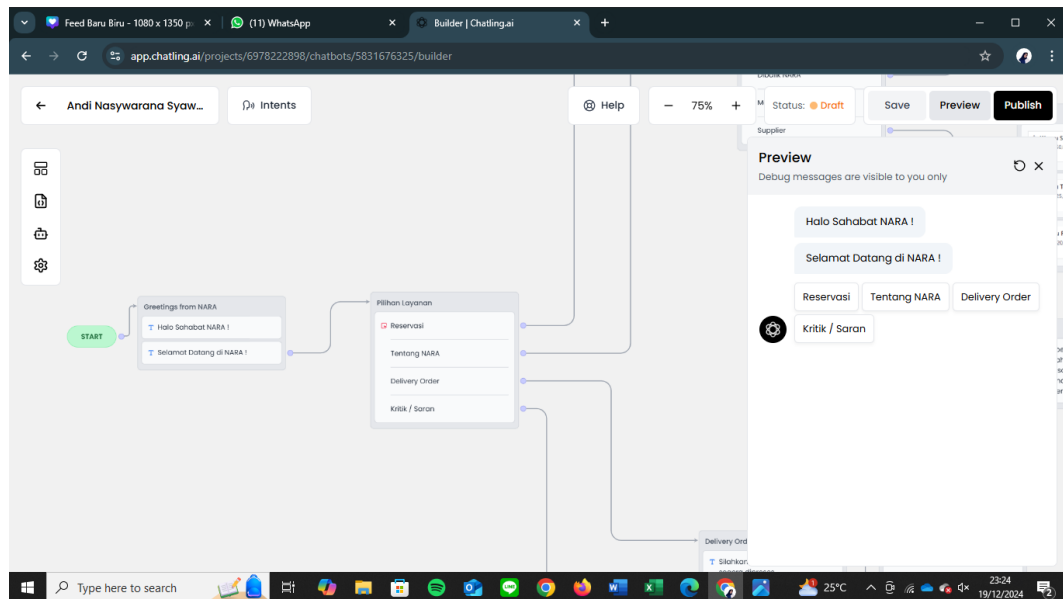 Feed Baru Biru - 1080 x 1350 p
(11) WhatsApp
Builder | Chatling.ai
app.chatling.ai/projects/6978222898/chatbots/5831676325/builder
Dibalik NARA
Andi Nasywarana Syaw...
Intents
Help
75%
Status: Draft
Save
Preview
Publish
Supplier
Preview
Debug messages are visible to you only
Halo Sahabat NARA !
Selamat Datang di NARA !
Reservasi
Tentang NARA
Delivery Order
Kritik / Saran
START
Greetings from NARA
Halo Sahabat NARA !
Selamat Datang di NARA !
Pilihan Layanan
Reservasi
Tentang NARA
Delivery Order
Kritik / Saran
Delivery Ord
Silahkan
Type here to search
25°C
23:24
19/12/2024